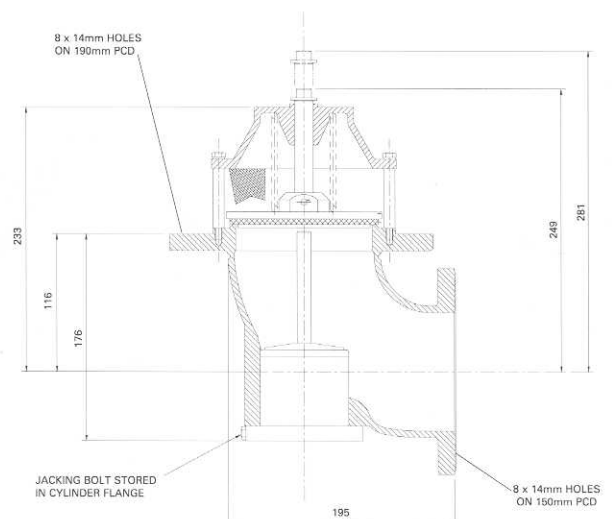 8 x 14mm HOLES
ON 190mm PCD
233
116
176
249
281
JACKING BOLT STORED
IN CYLINDER FLANGE
195
8 x 14mm HOLES
ON 150mm PCD